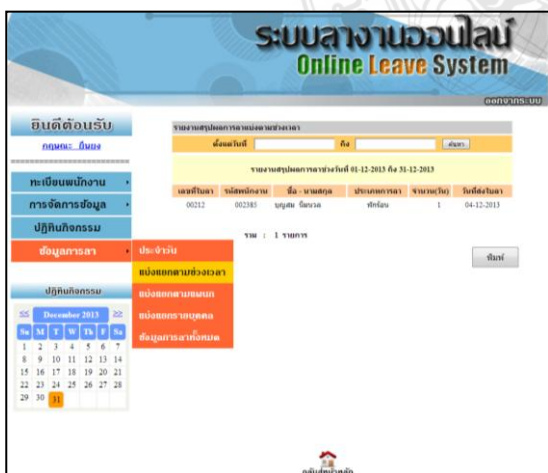 ระบบลางานออนไลน์
Online Leave System
ออกจากระบบ
ยินดีต้อนรับ
ทะเบียนพนักงาน
การจัดการข้อมูล
ปฏิทินกิจกรรม
ข้อมูลการลา
ประจำวัน
แบ่งแยกตามช่วงเวลา
แบ่งแยกตามแผนก
แบ่งแยกรายบุคคล
ข้อมูลการลาทั้งหมด
รายงานสรุปผลการลาแบ่งตามช่วงเวลา
ตั้งแต่วันที่ ถึง ค้นหา
รายงานสรุปผลการลาช่วงวันที่ 01-12-2013 ถึง 31-12-2013
เลขที่ใบลา รหัสพนักงาน ชื่อ - นามสกุล ประเภทการลา จำนวน(วัน) วันที่ส่งใบลา
00212 002385 บุญสม พักร้อน 1 04-12-2013
รวม : 1 รายการ
พิมพ์
ปฏิทินกิจกรรม
<< December 2013 >>
Su M T W Th F Sa
1 2 3 4 5 6 7
8 9 10 11 12 13 14
15 16 17 18 19 20 21
22 23 24 25 26 27 28
29 30 31
กลับสู่หน้าหลัก